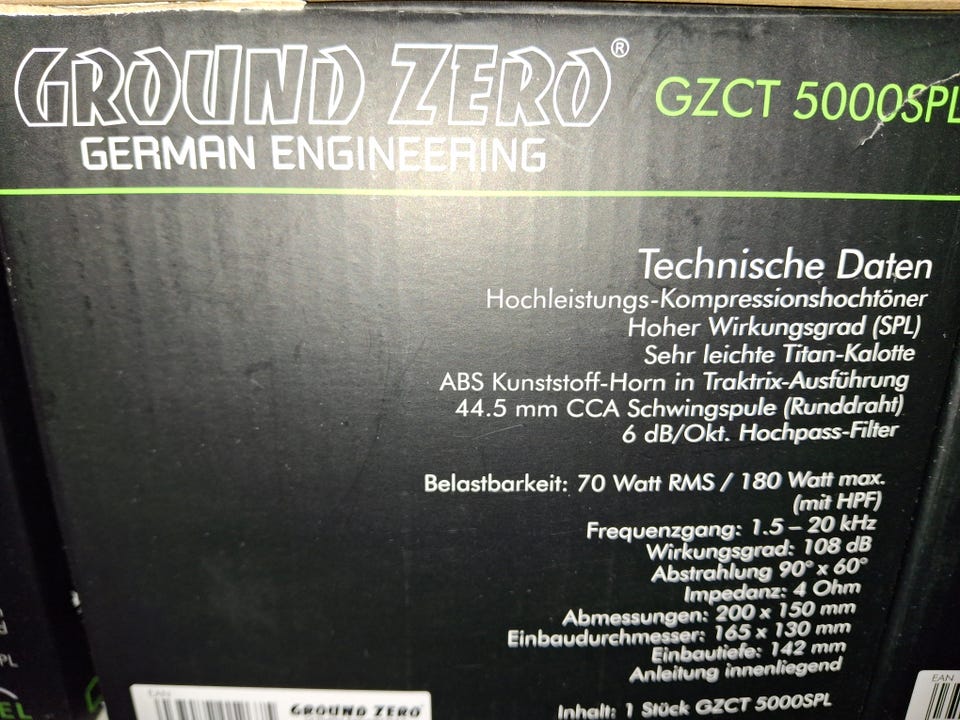 GROUND ZERO®
GZCT 5000SPL
GERMAN ENGINEERING
Technische Daten
Hochleistungs-Kompressionshochtöner
Hoher Wirkungsgrad (SPL)
Sehr leichte Titan-Kalotte
ABS Kunststoff-Horn in Traktrix-Ausführung
44.5 mm CCA Schwingspule (Runddraht)
6 dB/Okt. Hochpass-Filter
Belastbarkeit: 70 Watt RMS / 180 Watt max.
(mit HPF)
Frequenzgang: 1.5 – 20 kHz
Wirkungsgrad: 108 dB
Abstrahlung 90° x 60°
Impedanz: 4 Ohm
Abmessungen: 200 x 150 mm
Einbaudurchmesser: 165 x 130 mm
Einbautiefe: 142 mm
Anleitung innenliegend
Inhalt: 1 Stück GZCT 5000SPL
EAN
GROUND ZERO
EAN